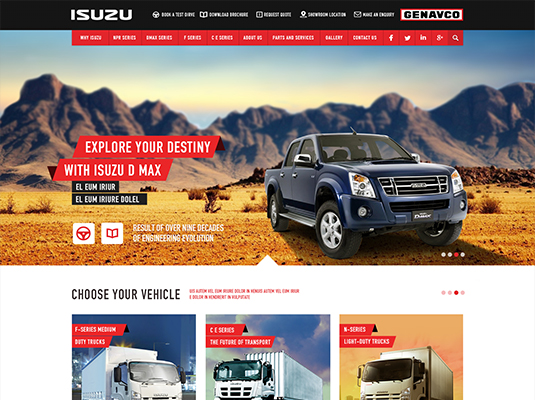 ISUZU
BOOK A TEST DIRVE DOWNLOAD BROCHURE REQUEST QUOTE SHOWROOM LOCATION MAKE AN ENQUIRY GENAVCO
WHY ISUZU NPR SERIES DMAX SERIES F SERIES C E SERIES ABOUT US PARTS AND SERVICES GALLERY CONTACT US
EXPLORE YOUR DESTINY
WITH ISUZU D MAX
EL EUM IRIUR
EL EUM IRIURE DOLEL
RESULT OF OVER NINE DECADES
OF ENGINEERING EVOLUTION
CHOOSE YOUR VEHICLE
IUS AUTEM VEL EUM IRIURE DOLOR IN HENRIS AUTEM VEL EUM IRIUR
E DOLOR IN HENDRERIT IN VULPUTATE
F-SERIES MEDIUM
DUTY TRUCKS
C E SERIES
THE FUTURE OF TRANSPORT
N-SERIES
LIGHT-DUTY TRUCKS